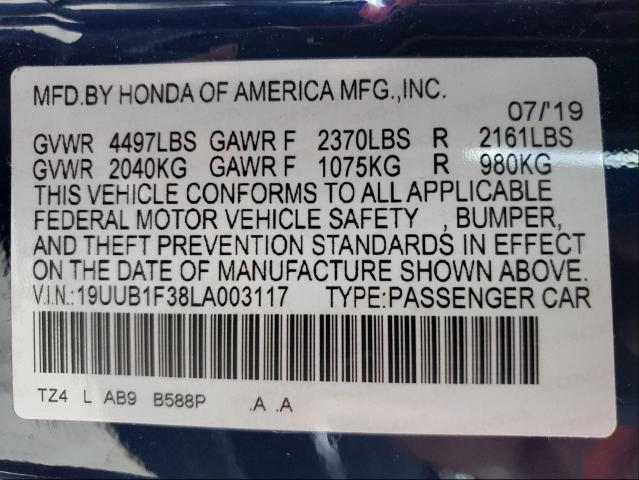 MFD.BY HONDA OF AMERICA MFG.,INC.
07/'19
GVWR 4497LBS GAWR F 2370LBS R 2161LBS
GVWR 2040KG GAWR F 1075KG R 980KG
THIS VEHICLE CONFORMS TO ALL APPLICABLE
FEDERAL MOTOR VEHICLE SAFETY , BUMPER,
AND THEFT PREVENTION STANDARDS IN EFFECT
ON THE DATE OF MANUFACTURE SHOWN ABOVE.
V.I.N.:19UUB1F38LA003117 TYPE:PASSENGER CAR
TZ4 L AB9 B588P .A .A